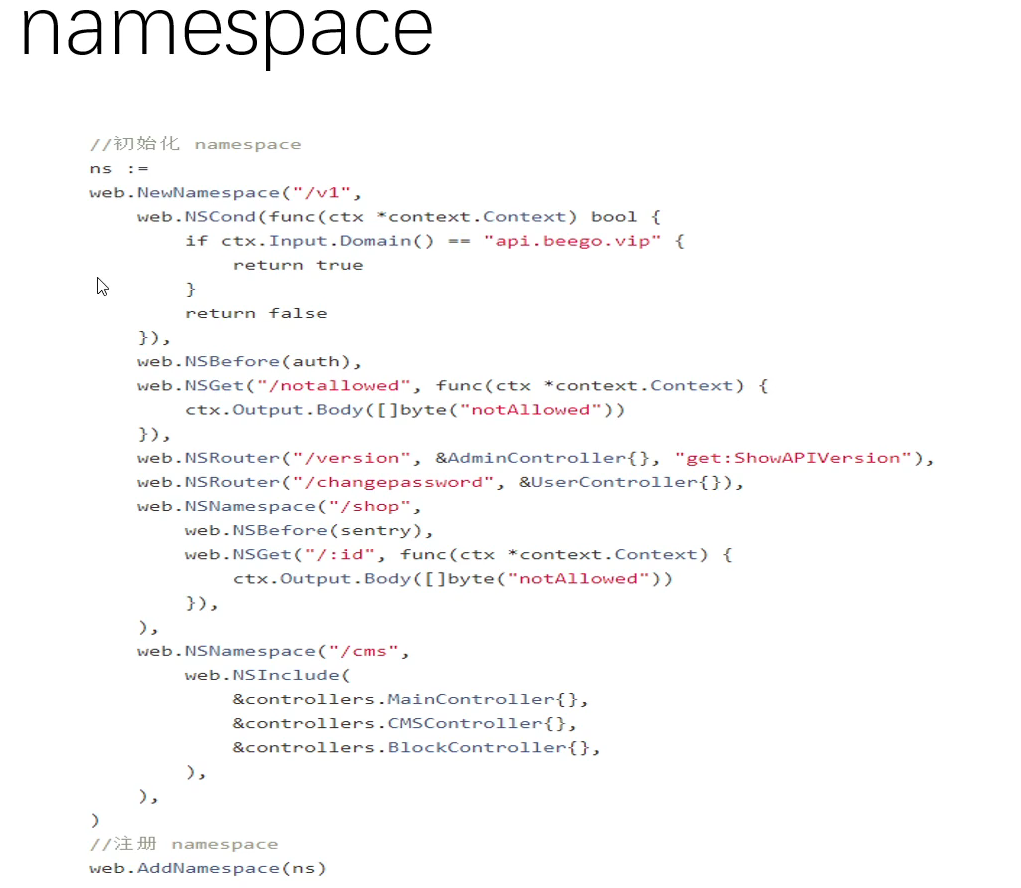 namespace
//初始化 namespace
ns :=
web.NewNamespace("/v1",
    web.NSCond(func(ctx *context.Context) bool {
        if ctx.Input.Domain() == "api.beego.vip" {
            return true
        }
        return false
    }),
    web.NSBefore(auth),
    web.NSGet("/notallowed", func(ctx *context.Context) {
        ctx.Output.Body([]byte("notAllowed"))
    }),
    web.NSRouter("/version", &AdminController{}, "get:ShowAPIVersion"),
    web.NSRouter("/changepassword", &UserController{}),
    web.NSNamespace("/shop",
        web.NSBefore(sentry),
        web.NSGet("/:id", func(ctx *context.Context) {
            ctx.Output.Body([]byte("notAllowed"))
        }),
    ),
    web.NSNamespace("/cms",
        web.NSInclude(
            &controllers.MainController{},
            &controllers.CMSController{},
            &controllers.BlockController{},
        ),
    ),
)
//注册 namespace
web.AddNamespace(ns)